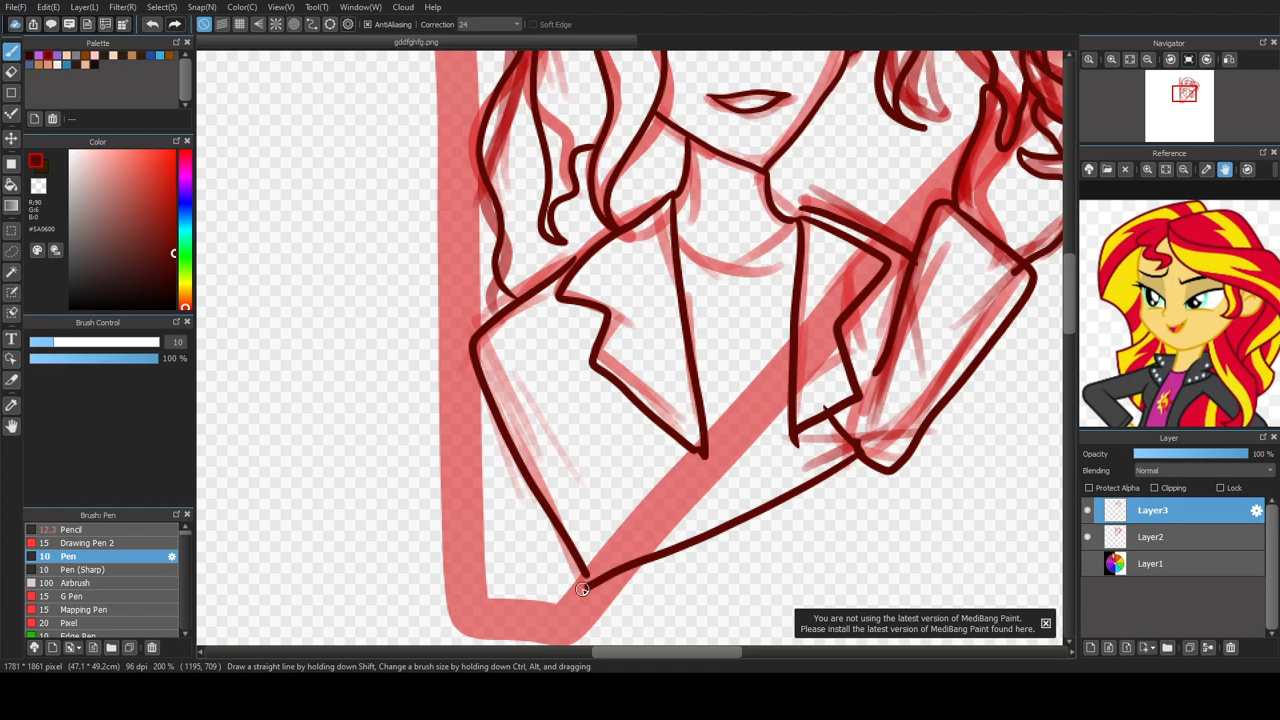 File(F) Edit(E) Layer(L) Filter(R) Select(S) Snap(N) Color(C) View(V) Tool(T) Window(W) Cloud Help
AntiAliasing Correction 24 Soft Edge
gddfghfg.png
Palette
---
Color
R:90
G:6
B:0
#5A0600
Brush Control
10
100 %
Brush: Pen
12.3 Pencil
15 Drawing Pen 2
10 Pen
10 Pen (Sharp)
100 Airbrush
15 G Pen
15 Mapping Pen
20 Pixel
10 Edge Pen
Navigator
Reference
Layer
Opacity 100 %
Blending Normal
Protect Alpha Clipping Lock
Layer3
Layer2
Layer1
You are not using the latest version of MediBang Paint.
Please install the latest version of MediBang Paint found here.
1781 * 1861 pixel (47.1 * 49.2cm) 96 dpi 200 % ( 1195, 709 ) Draw a straight line by holding down Shift, Change a brush size by holding down Ctrl, Alt, and dragging